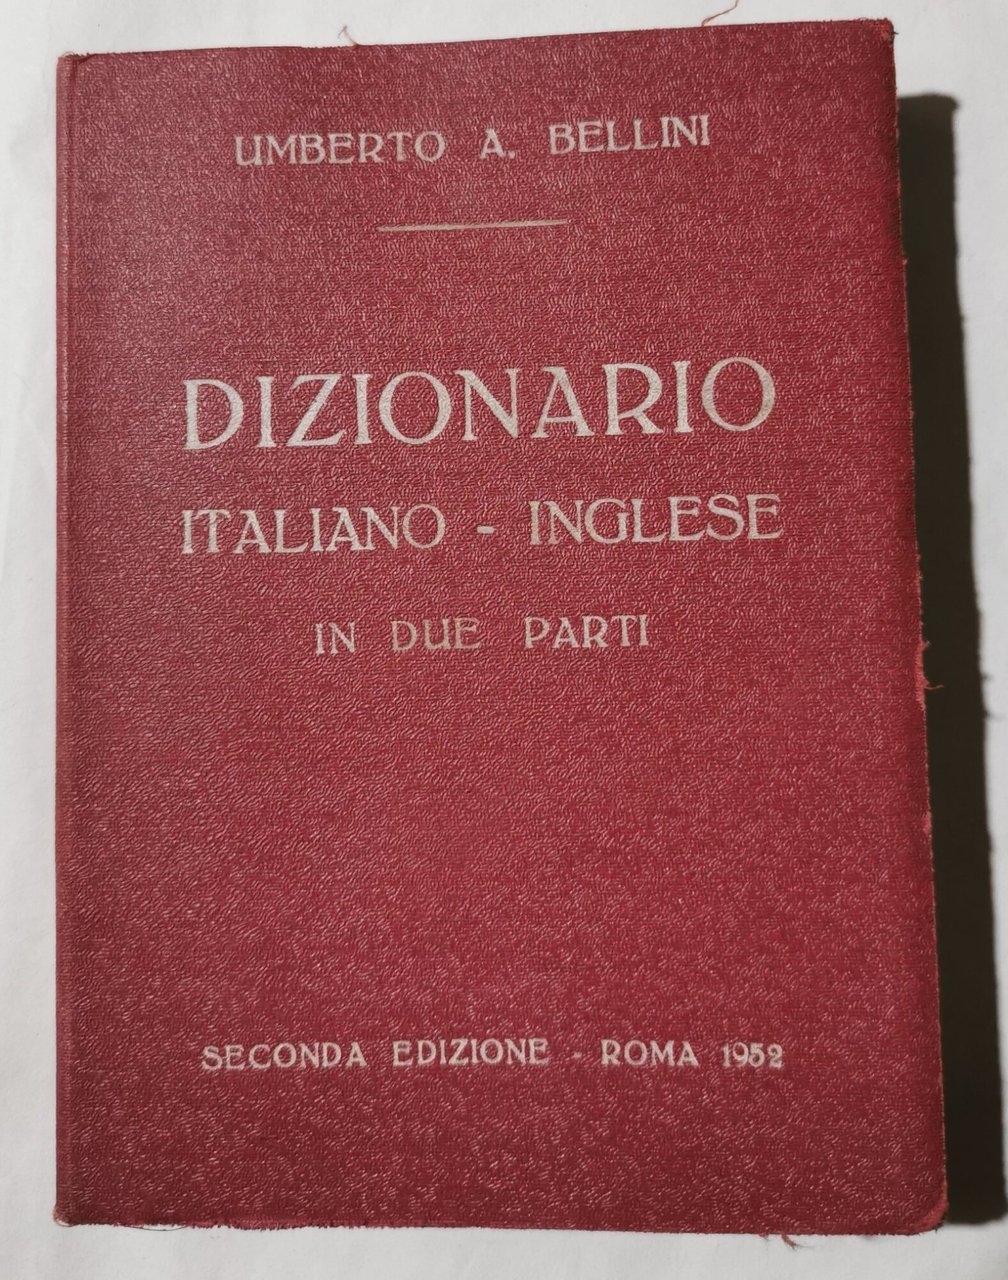 UMBERTO A. BELLINI
DIZIONARIO
ITALIANO - INGLESE
IN DUE PARTI
SECONDA EDIZIONE - ROMA 1952